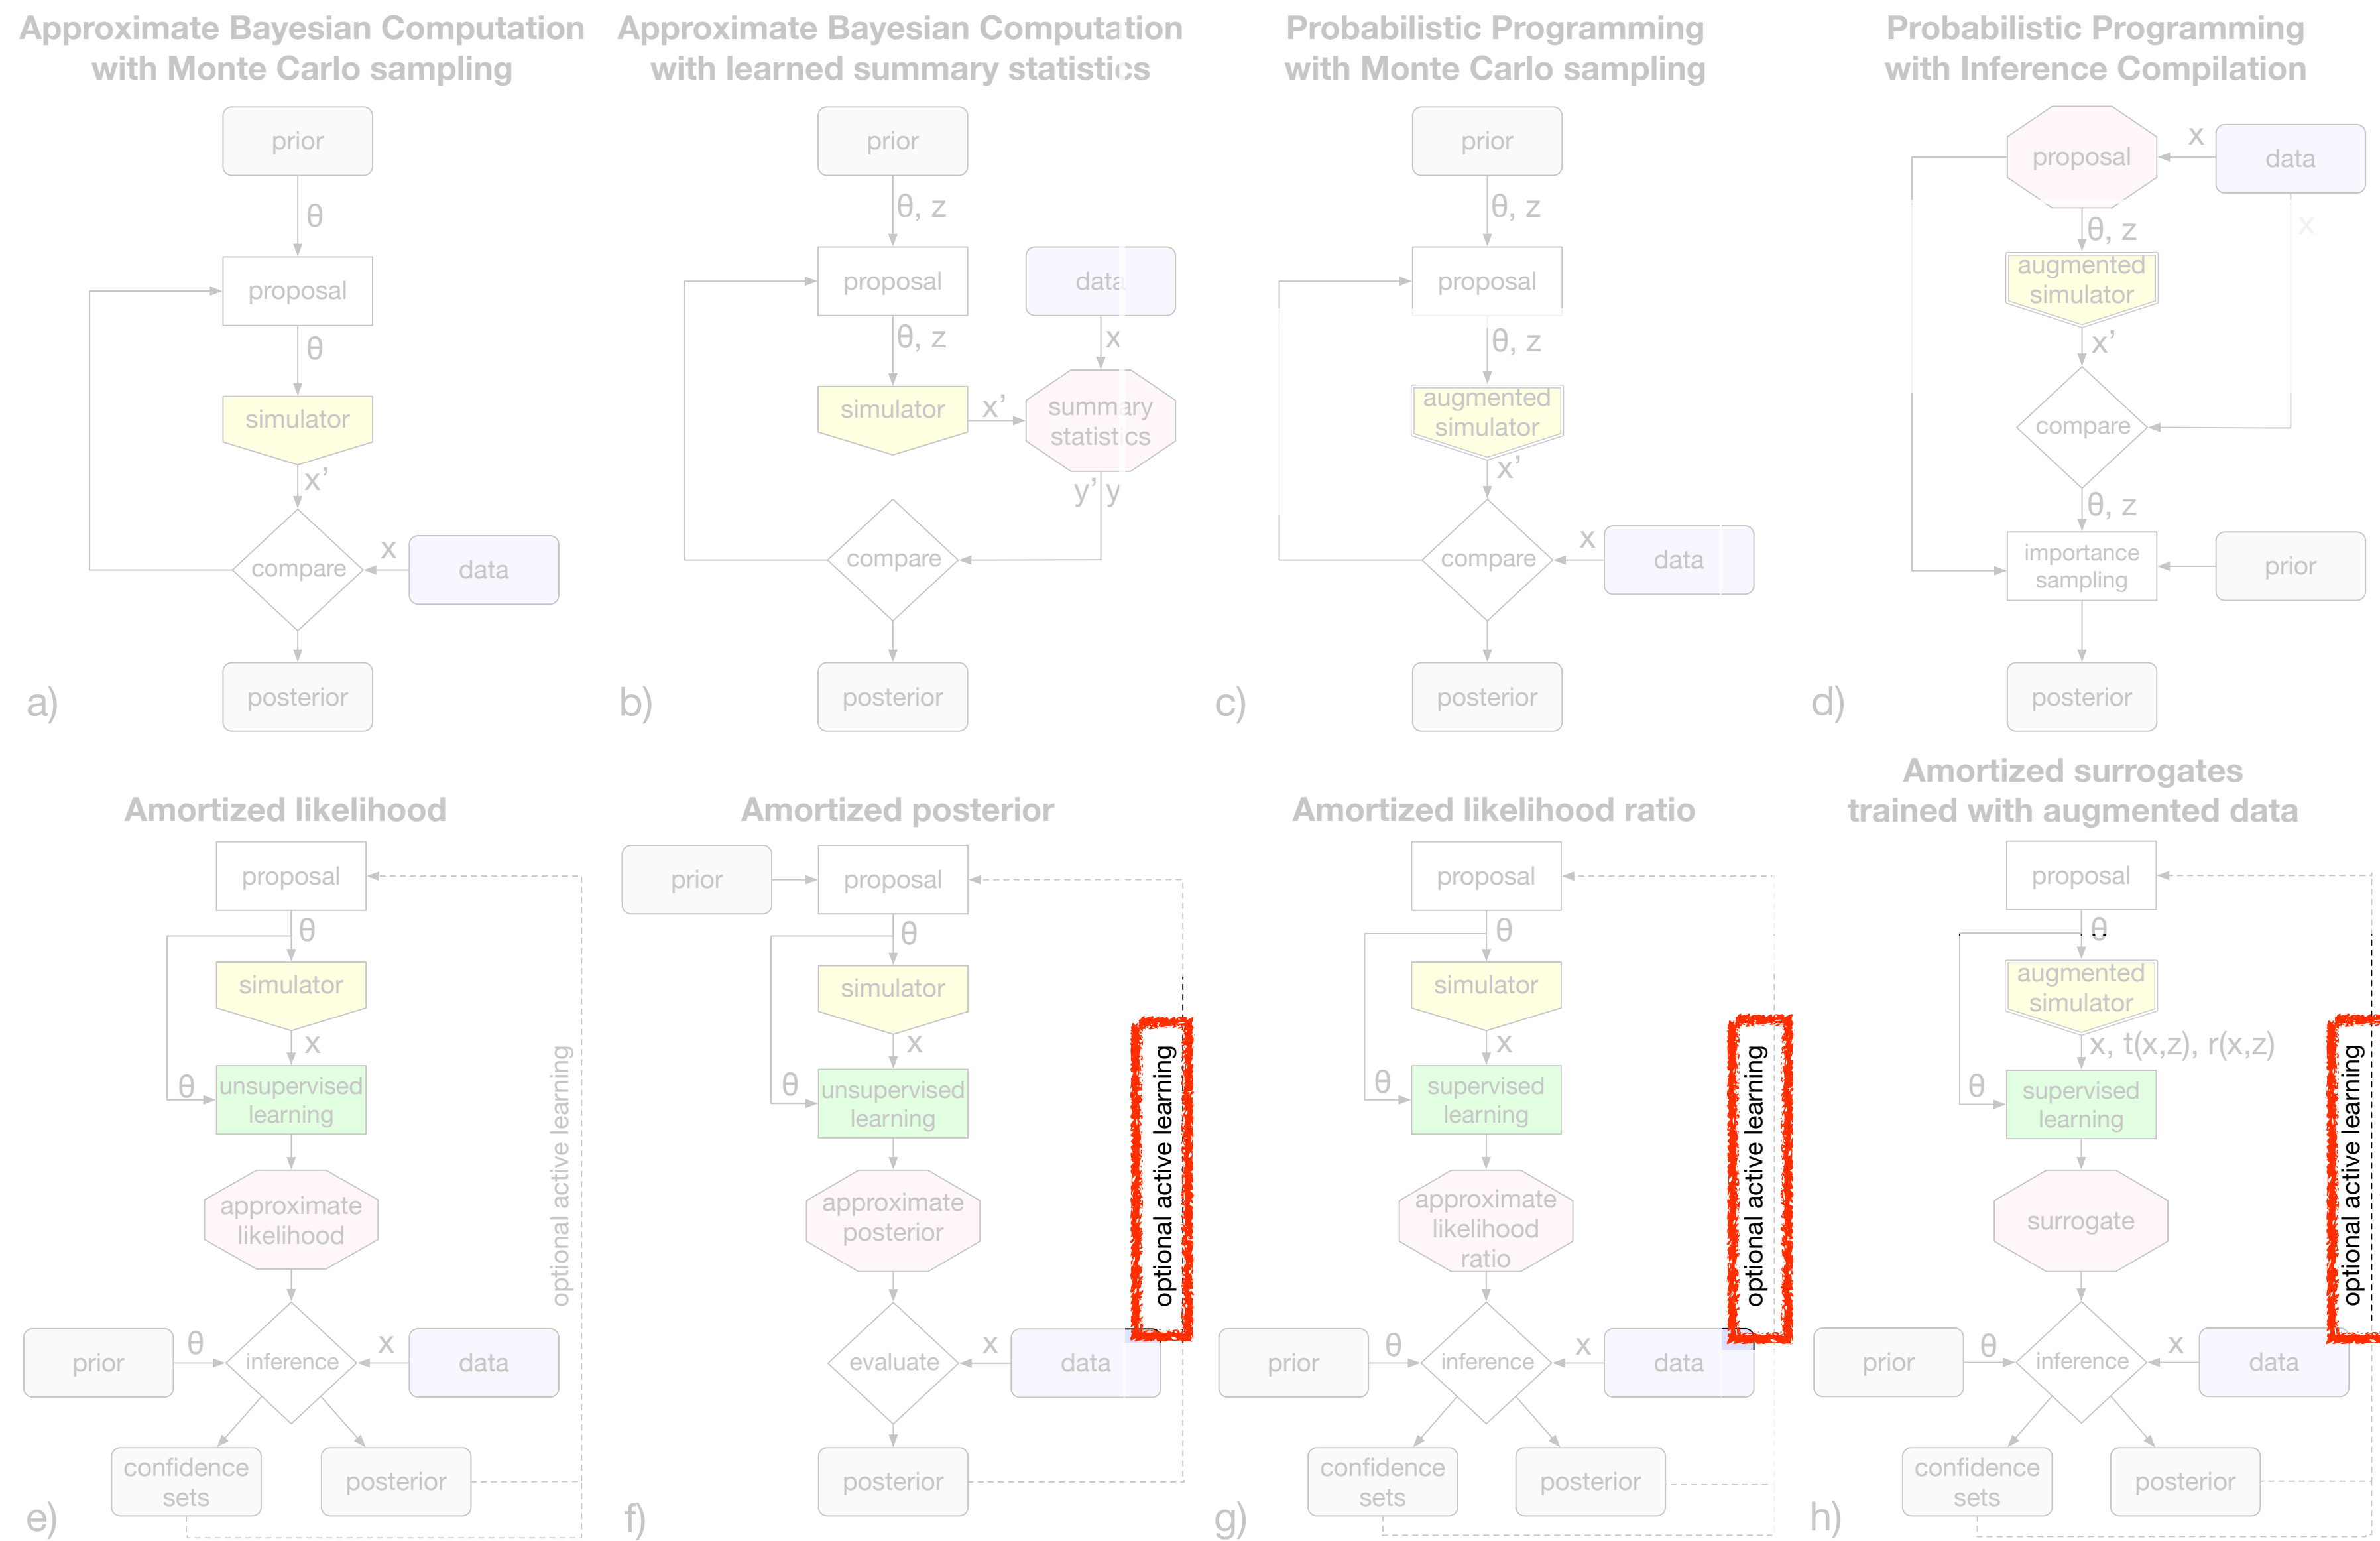 Approximate Bayesian Computation
with Monte Carlo sampling
prior
θ
proposal
θ
simulator
x’
compare
x
data
posterior
a)
Approximate Bayesian Computation
with learned summary statistics
prior
θ, z
proposal
data
θ, z
x
simulator
x’
summary
statistics
y’ y
compare
posterior
b)
Probabilistic Programming
with Monte Carlo sampling
prior
θ, z
proposal
θ, z
augmented
simulator
x’
compare
x
data
posterior
c)
Probabilistic Programming
with Inference Compilation
proposal
x
data
θ, z
x
augmented
simulator
x’
compare
θ, z
importance
sampling
prior
posterior
d)
Amortized likelihood
proposal
θ
simulator
x
θ
unsupervised
learning
approximate
likelihood
optional active learning
prior
θ
inference
x
data
confidence
sets
posterior
e)
Amortized posterior
prior
proposal
θ
simulator
x
θ
unsupervised
learning
approximate
posterior
optional active learning
evaluate
x
data
posterior
f)
Amortized likelihood ratio
proposal
θ
simulator
x
θ
supervised
learning
approximate
likelihood
ratio
optional active learning
prior
θ
inference
x
data
confidence
sets
posterior
g)
Amortized surrogates
trained with augmented data
proposal
θ
augmented
simulator
x, t(x,z), r(x,z)
θ
supervised
learning
surrogate
optional active learning
prior
θ
inference
x
data
confidence
sets
posterior
h)